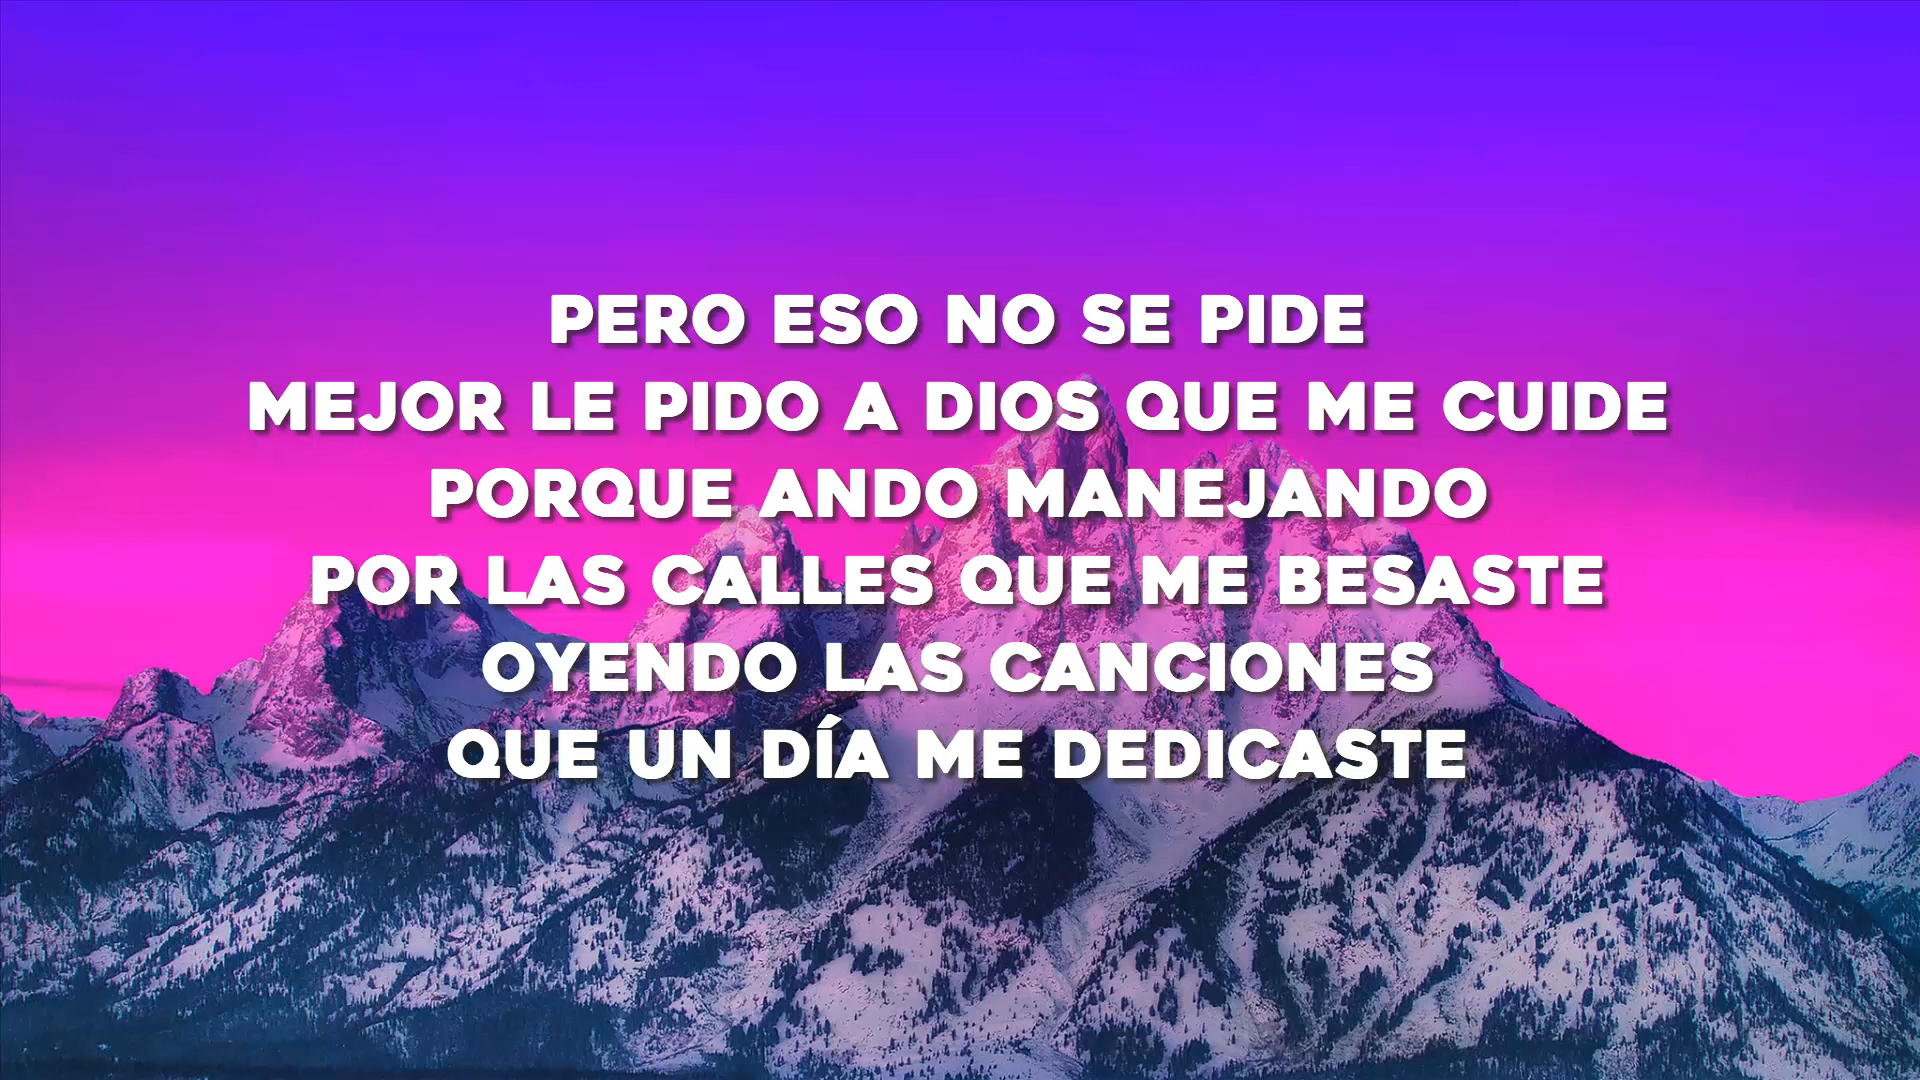 PERO ESO NO SE PIDE
MEJOR LE PIDO A DIOS QUE ME CUIDE
PORQUE ANDO MANEJANDO
POR LAS CALLES QUE ME BESASTE
OYENDO LAS CANCIONES
QUE UN DÍA ME DEDICASTE